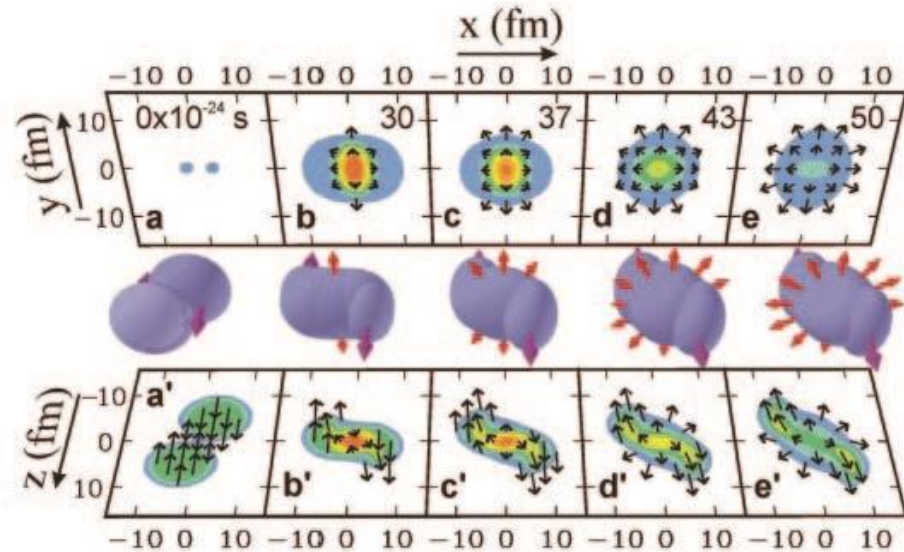 x (fm)
−10 0 10 −10 0 10 −10 0 10 −10 0 10 −10 0 10
y (fm)
10
0
−10
0x10⁻²⁴ s 30 37 43 50
a b c d e
z (fm)
−10
0
10
a' b' c' d' e'
−10 0 10 −10 0 10 −10 0 10 −10 0 10 −10 0 10